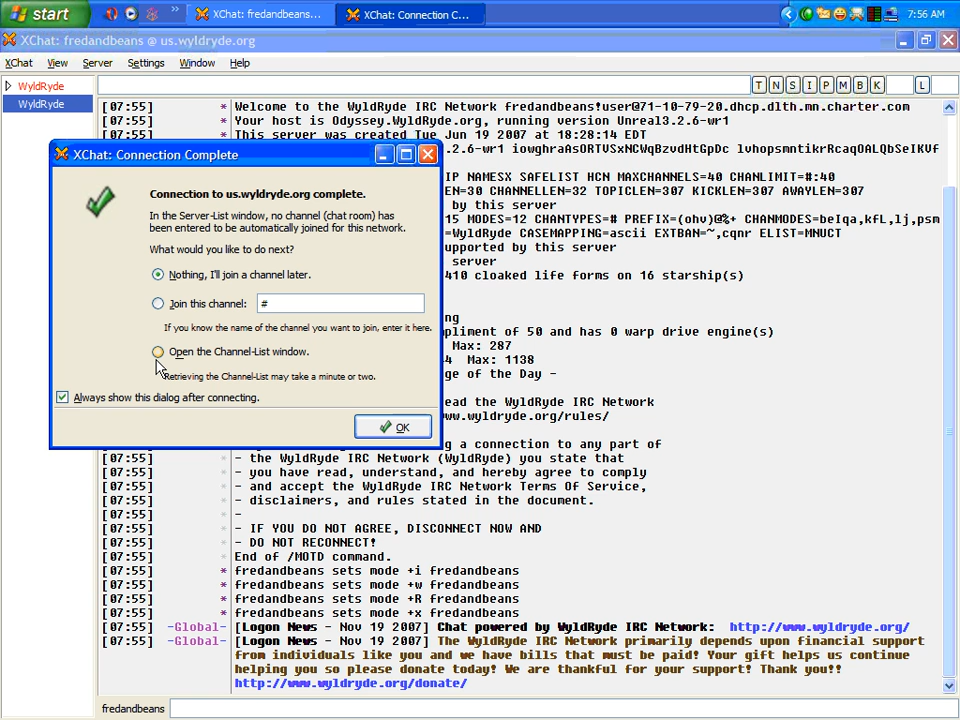 start
XChat: fredandbeans...
XChat: Connection C...
7:56 AM
XChat: fredandbeans @ us.wyldryde.org
XChat View Server Settings Window Help
WyldRyde
WyldRyde
T N S I P M B K L
[07:55] * Welcome to the WyldRyde IRC Network fredandbeans!user@71-10-79-20.dhcp.dlth.mn.charter.com
[07:55] * Your host is Odyssey.WyldRyde.org, running version Unreal3.2.6-wr1
[07:55] * This server was created Tue Jun 19 2007 at 18:28:14 EDT
.2.6-wr1 iowghraAsORTVSxNCWqBzvdHtGpDc lvhopsmntikrRcaqOALQbSeIKVf
IP NAMESX SAFELIST HCN MAXCHANNELS=40 CHANLIMIT=#:40
EN=30 CHANNELLEN=32 TOPICLEN=307 KICKLEN=307 AWAYLEN=307
by this server
15 MODES=12 CHANTYPES=# PREFIX=(ohv)@%+ CHANMODES=beIqa,kfL,lj,psm
=WyldRyde CASEMAPPING=ascii EXTBAN=~,cqnr ELIST=MNUCT
upported by this server
server
410 cloaked life forms on 16 starship(s)
ng
pliment of 50 and has 0 warp drive engine(s)
Max: 287
4 Max: 1138
ge of the Day -
ead the WyldRyde IRC Network
ww.wyldryde.org/rules/
XChat: Connection Complete
Connection to us.wyldryde.org complete.
In the Server-List window, no channel (chat room) has
been entered to be automatically joined for this network.
What would you like to do next?
Nothing, I'll join a channel later.
Join this channel: #
If you know the name of the channel you want to join, enter it here.
Open the Channel-List window.
Retrieving the Channel-List may take a minute or two.
Always show this dialog after connecting.
OK
g a connection to any part of
[07:55] * - the WyldRyde IRC Network (WyldRyde) you state that
[07:55] * - you have read, understand, and hereby agree to comply
[07:55] * - and accept the WyldRyde IRC Network Terms Of Service,
[07:55] * - disclaimers, and rules stated in the document.
[07:55] * -
[07:55] * - IF YOU DO NOT AGREE, DISCONNECT NOW AND
[07:55] * - DO NOT RECONNECT!
[07:55] * End of /MOTD command.
[07:55] * fredandbeans sets mode +i fredandbeans
[07:55] * fredandbeans sets mode +w fredandbeans
[07:55] * fredandbeans sets mode +R fredandbeans
[07:55] * fredandbeans sets mode +x fredandbeans
[07:55] -Global- [Logon News - Nov 19 2007] Chat powered by WyldRyde IRC Network: http://www.wyldryde.org/
[07:55] -Global- [Logon News - Nov 19 2007] The WyldRyde IRC Network primarily depends upon financial support
from individuals like you and we have bills that must be paid! Your gift helps us continue
helping you so please donate today! We are thankful for your support! Thank you!!
http://www.wyldryde.org/donate/
fredandbeans